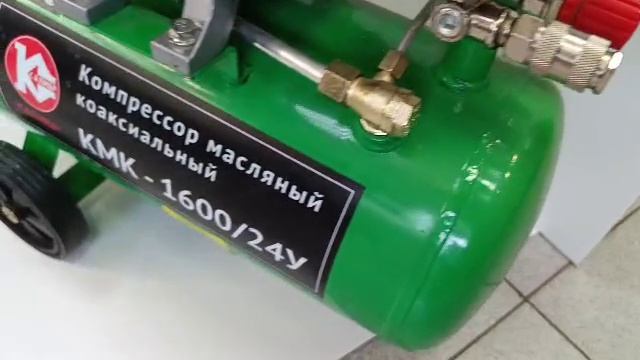 Компрессор масляный
коаксиальный
КМК - 1600/24У